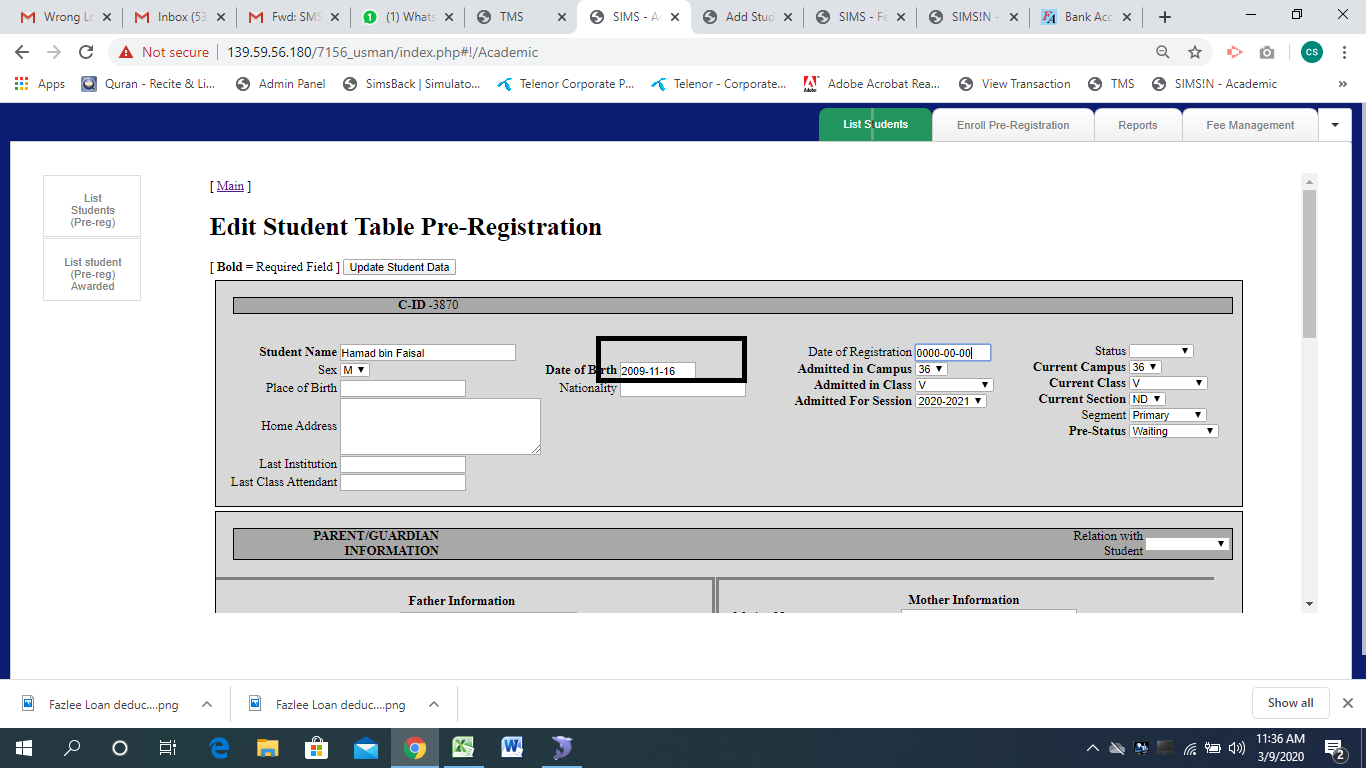 Wrong Lo
Inbox (53
Fwd: SMS
(1) Whats
TMS
SIMS - A
Add Stud
SIMS - Fe
SIMS!N -
Bank Acc
Not secure
139.59.56.180/7156_usman/index.php#!/Academic
CS
Apps
Quran - Recite & Li...
Admin Panel
SimsBack | Simulato...
Telenor Corporate P...
Telenor - Corporate...
Adobe Acrobat Rea...
View Transaction
TMS
SIMS!N - Academic
»
List Students
Enroll Pre-Registration
Reports
Fee Management
List
Students
(Pre-reg)
List student
(Pre-reg)
Awarded
[ Main ]
Edit Student Table Pre-Registration
[ Bold = Required Field ] Update Student Data
C-ID -3870
Student Name Hamad bin Faisal
Sex M
Place of Birth
Home Address
Last Institution
Last Class Attendant
Date of Birth 2009-11-16
Nationality
Date of Registration 0000-00-00
Admitted in Campus 36
Admitted in Class V
Admitted For Session 2020-2021
Status
Current Campus 36
Current Class V
Current Section ND
Segment Primary
Pre-Status Waiting
PARENT/GUARDIAN
INFORMATION
Relation with
Student
Father Information
Mother Information
Fazlee Loan deduc....png
Fazlee Loan deduc....png
Show all
11:36 AM
3/9/2020
2